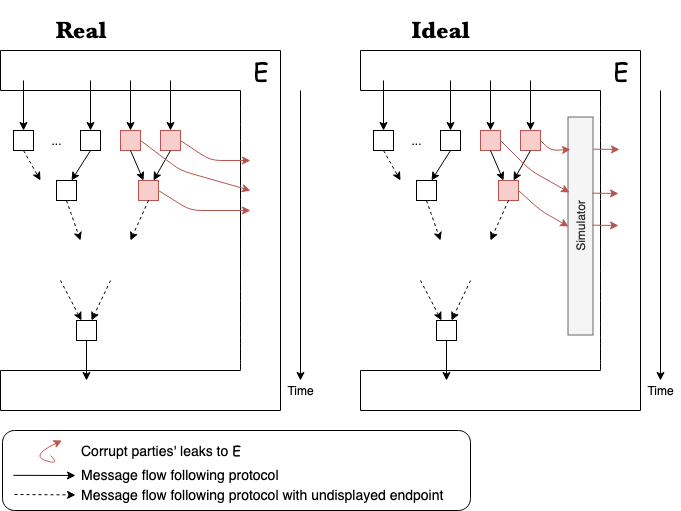 Real
Ideal
E
E
...
...
Simulator
Time
Time
Corrupt parties' leaks to E
Message flow following protocol
Message flow following protocol with undisplayed endpoint